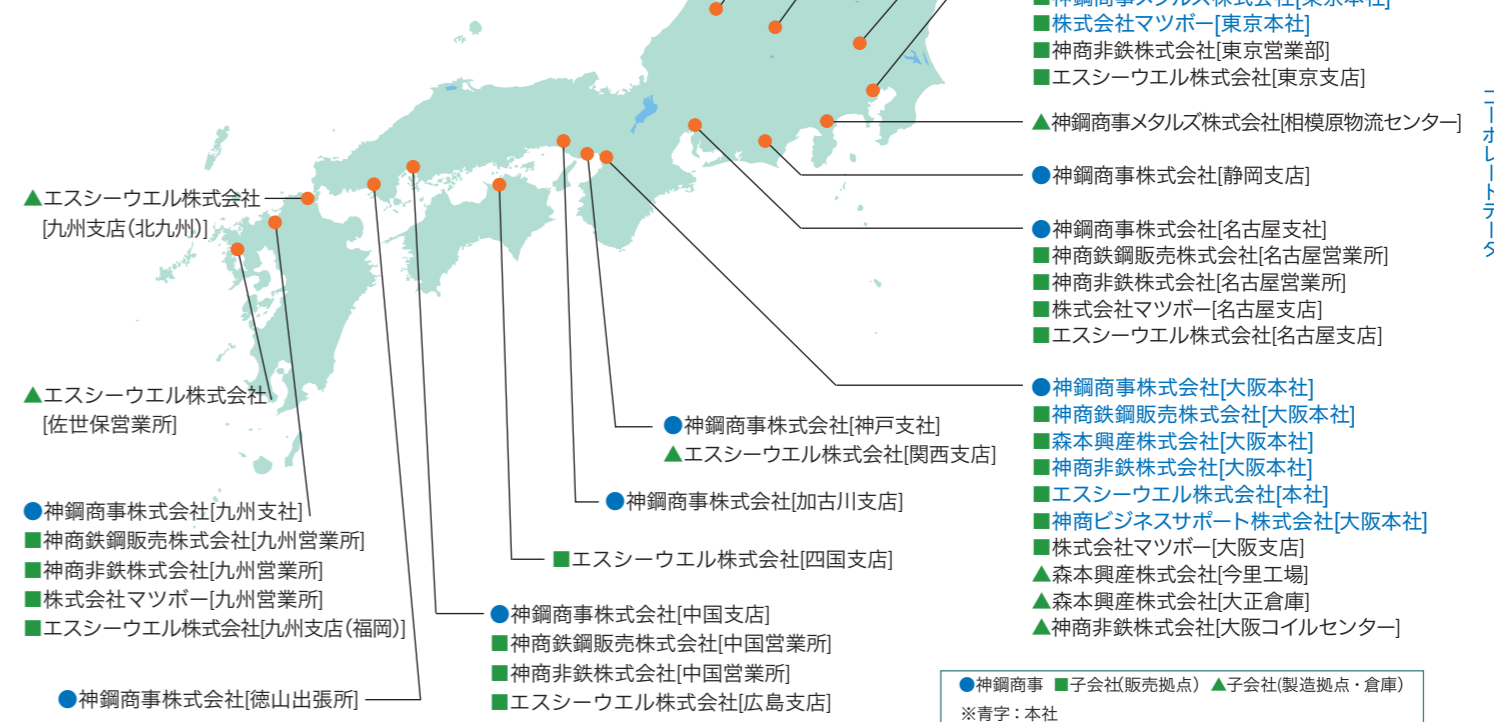 ■神鋼商事メタルズ株式会社[東京本社]
■株式会社マツボー[東京本社]
■神商非鉄株式会社[東京営業部]
■エスシーウエル株式会社[東京支店]
▲神鋼商事メタルズ株式会社[相模原物流センター]
●神鋼商事株式会社[静岡支店]
●神鋼商事株式会社[名古屋支社]
■神商鉄鋼販売株式会社[名古屋営業所]
■神商非鉄株式会社[名古屋営業所]
■株式会社マツボー[名古屋支店]
■エスシーウエル株式会社[名古屋支店]
●神鋼商事株式会社[大阪本社]
■神商鉄鋼販売株式会社[大阪本社]
■森本興産株式会社[大阪本社]
■神商非鉄株式会社[大阪本社]
■エスシーウエル株式会社[本社]
■神商ビジネスサポート株式会社[大阪本社]
■株式会社マツボー[大阪支店]
▲森本興産株式会社[今里工場]
▲森本興産株式会社[大正倉庫]
▲神商非鉄株式会社[大阪コイルセンター]
●神鋼商事株式会社[神戸支社]
▲エスシーウエル株式会社[関西支店]
●神鋼商事株式会社[加古川支店]
■エスシーウエル株式会社[四国支店]
●神鋼商事株式会社[中国支店]
■神商鉄鋼販売株式会社[中国営業所]
■神商非鉄株式会社[中国営業所]
■エスシーウエル株式会社[広島支店]
▲エスシーウエル株式会社
[九州支店(北九州)]
▲エスシーウエル株式会社
[佐世保営業所]
●神鋼商事株式会社[九州支社]
■神商鉄鋼販売株式会社[九州営業所]
■神商非鉄株式会社[九州営業所]
■株式会社マツボー[九州営業所]
■エスシーウエル株式会社[九州支店(福岡)]
●神鋼商事株式会社[徳山出張所]
●神鋼商事 ■子会社(販売拠点) ▲子会社(製造拠点・倉庫)
※青字：本社
コーポレートデータ